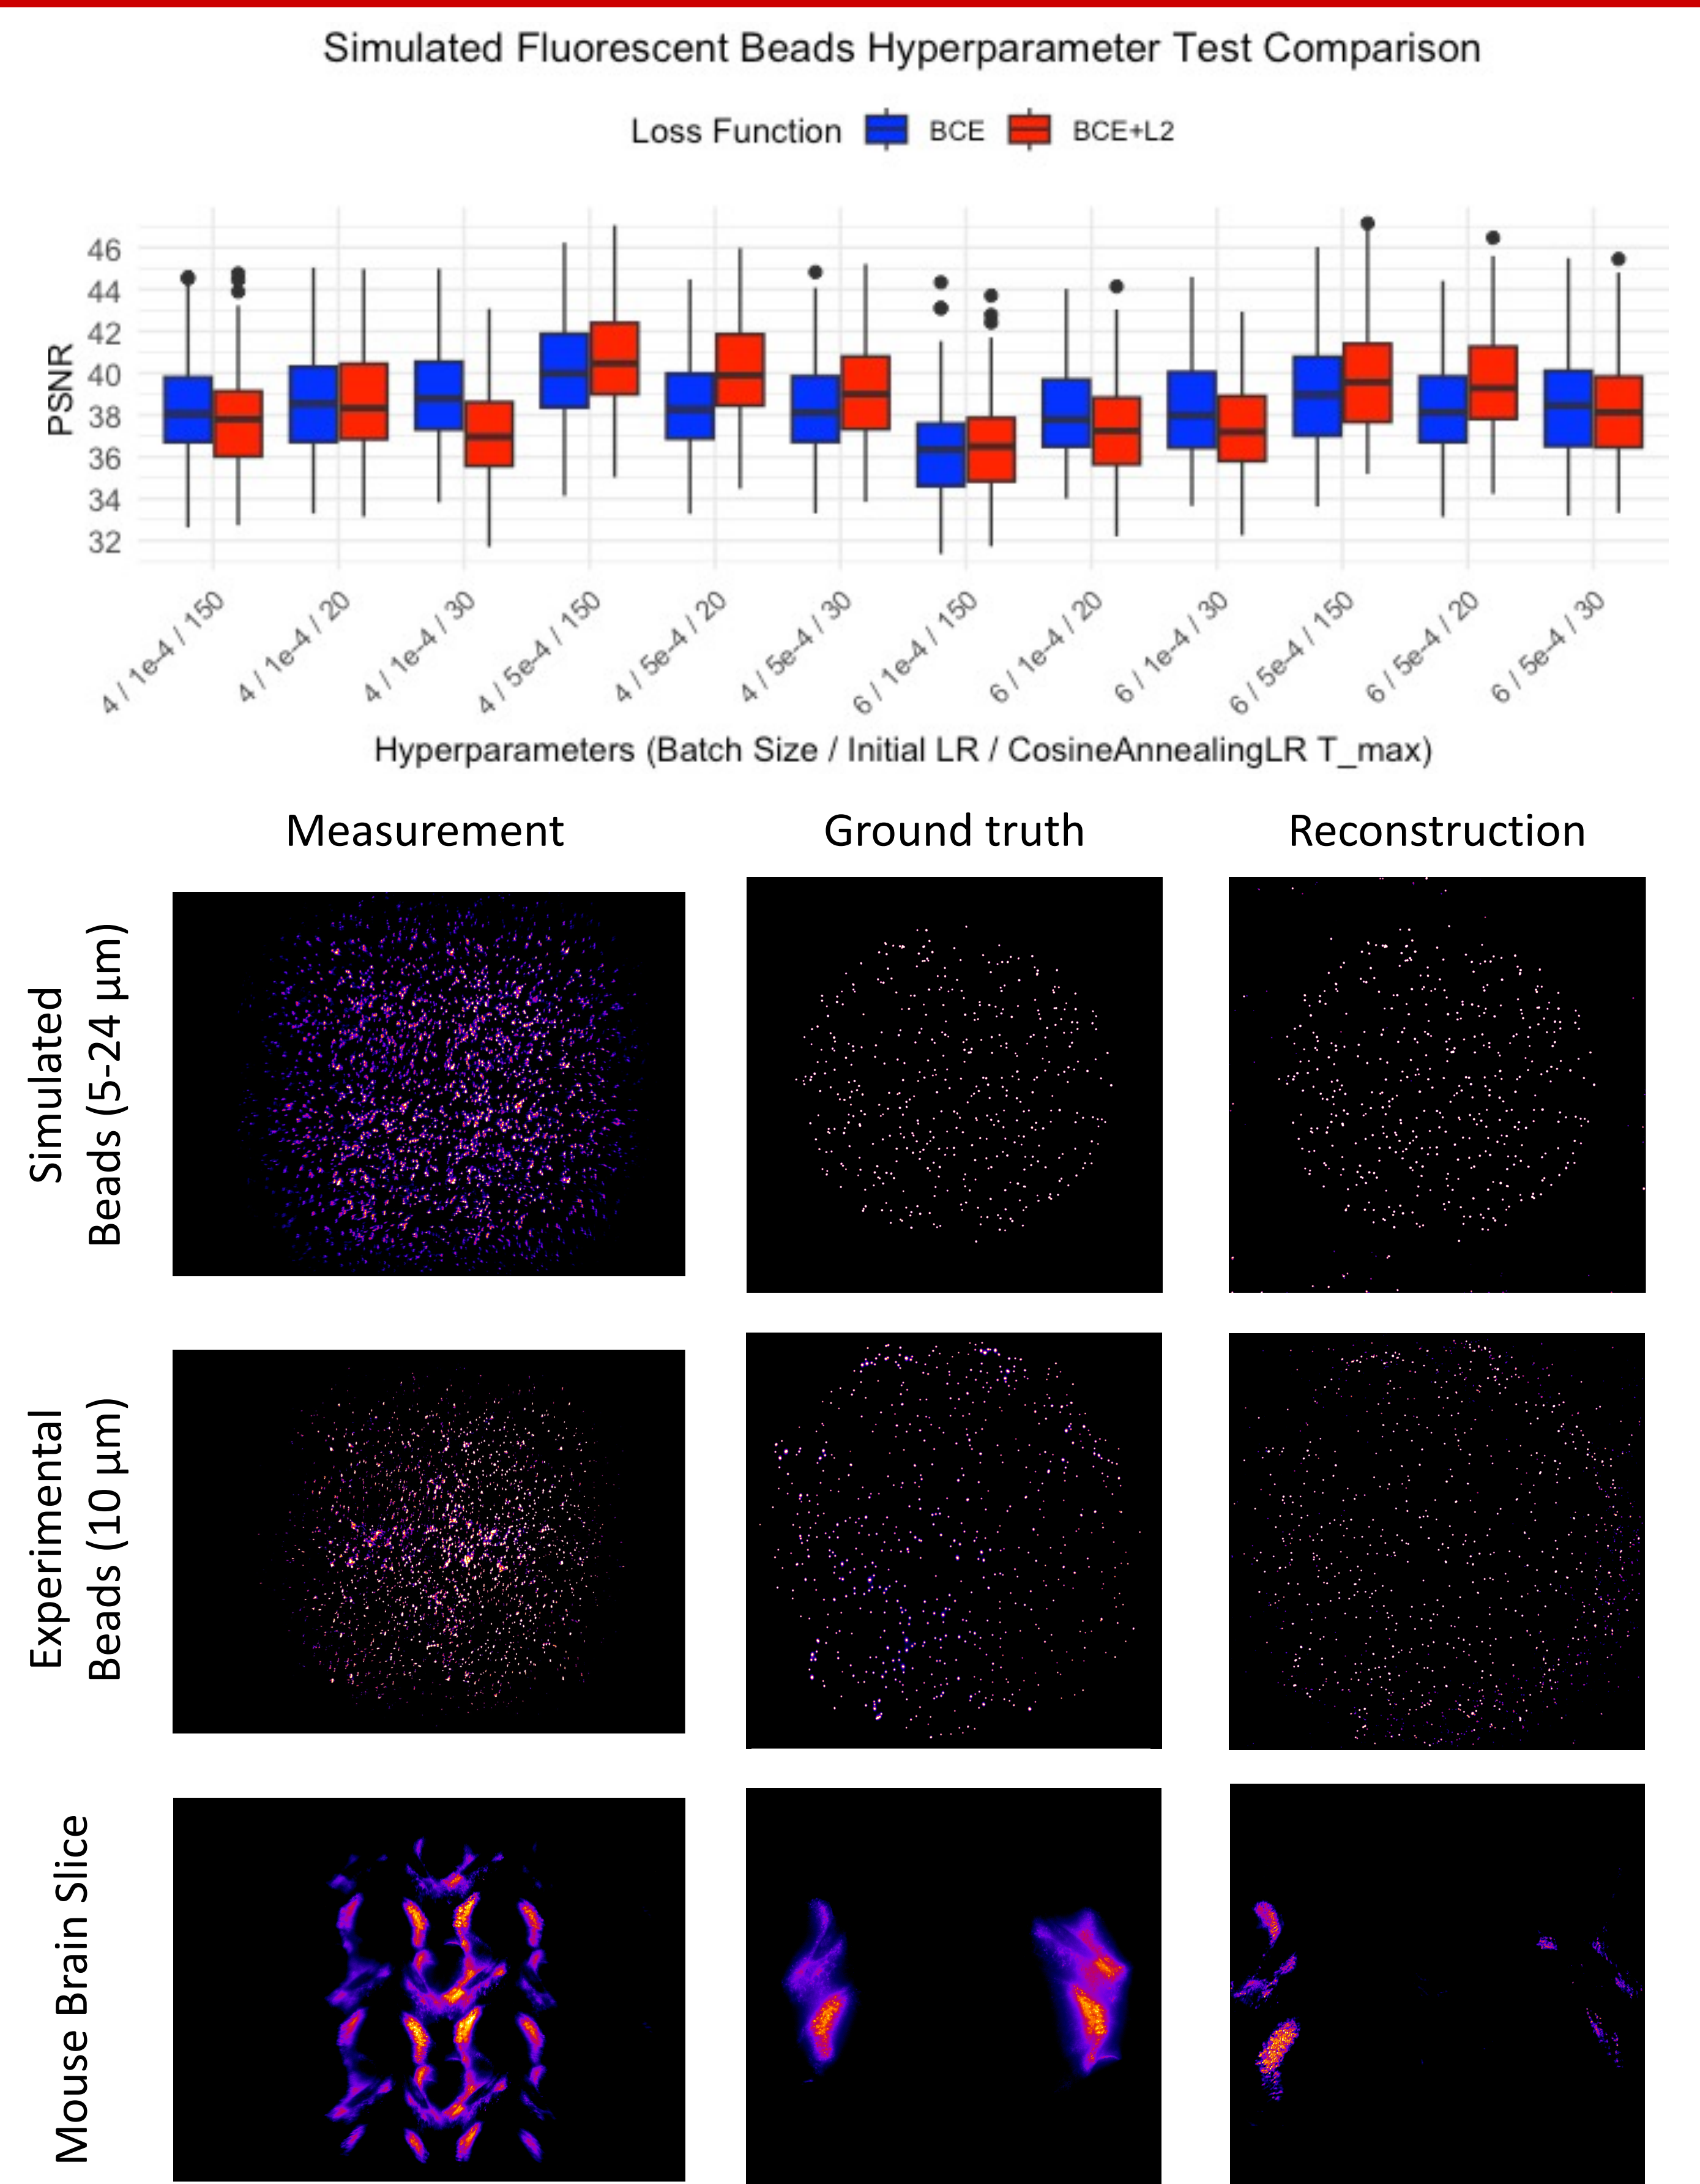 Simulated Fluorescent Beads Hyperparameter Test Comparison
Loss Function BCE BCE+L2
PSNR
46
44
42
40
38
36
34
32
4 / 1e-4 / 150
4 / 1e-4 / 20
4 / 1e-4 / 30
4 / 5e-4 / 150
4 / 5e-4 / 20
4 / 5e-4 / 30
6 / 1e-4 / 150
6 / 1e-4 / 20
6 / 1e-4 / 30
6 / 5e-4 / 150
6 / 5e-4 / 20
6 / 5e-4 / 30
Hyperparameters (Batch Size / Initial LR / CosineAnnealingLR T_max)
Measurement
Ground truth
Reconstruction
Simulated
Beads (5-24 µm)
Experimental
Beads (10 µm)
Mouse Brain Slice